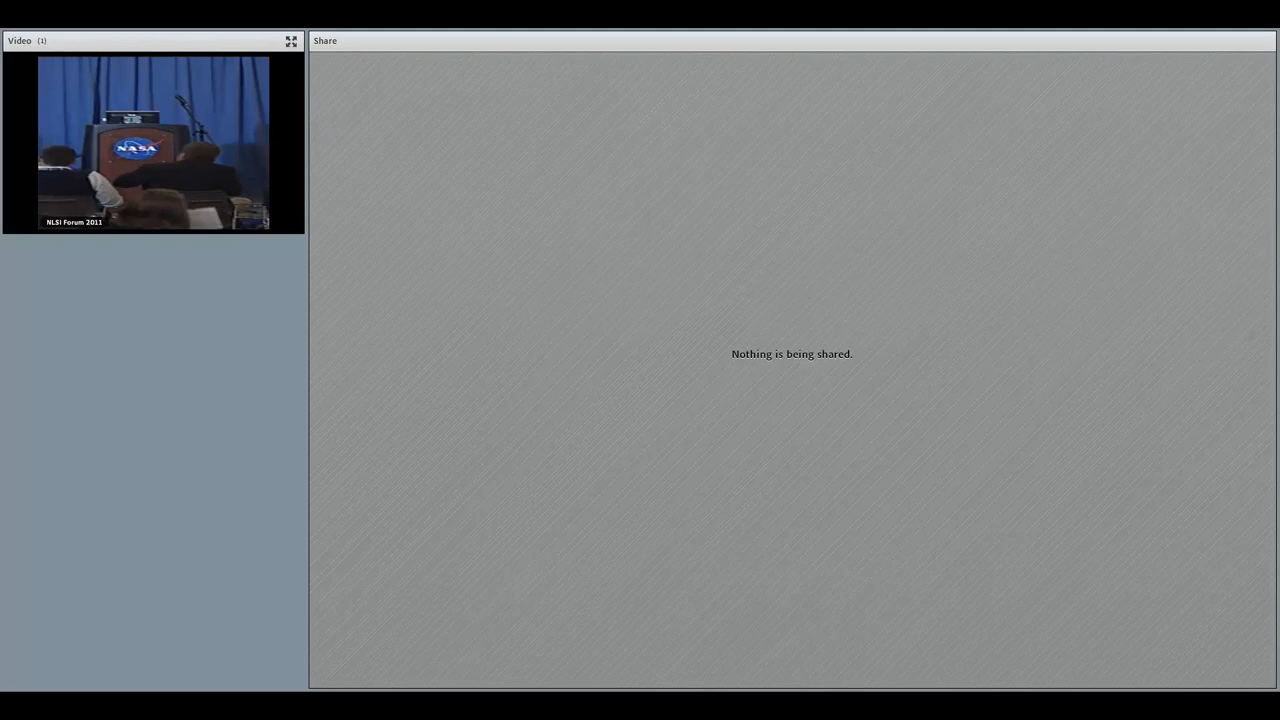 Video (1)
Share
NASA
NLSI Forum 2011
Nothing is being shared.